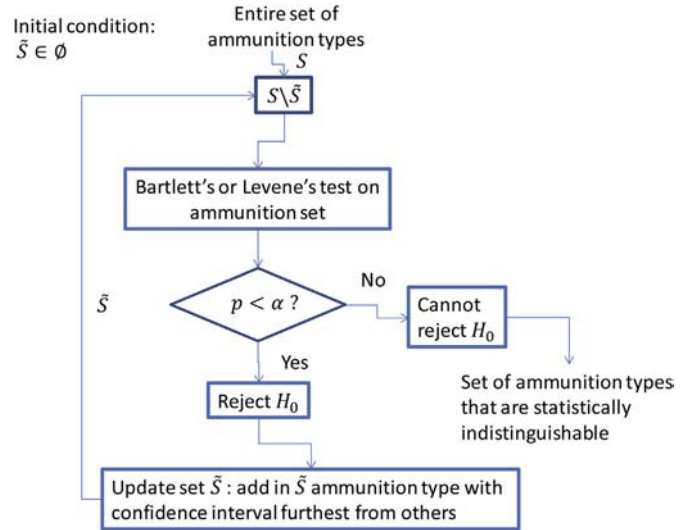 Initial condition:
S̃ ∈ ∅
Entire set of
ammunition types
S
S\S̃
Bartlett's or Levene's test on
ammunition set
p < α ?
No
Cannot
reject H₀
S̃
Yes
Reject H₀
Set of ammunition types
that are statistically
indistinguishable
Update set S̃ : add in S̃ ammunition type with
confidence interval furthest from others